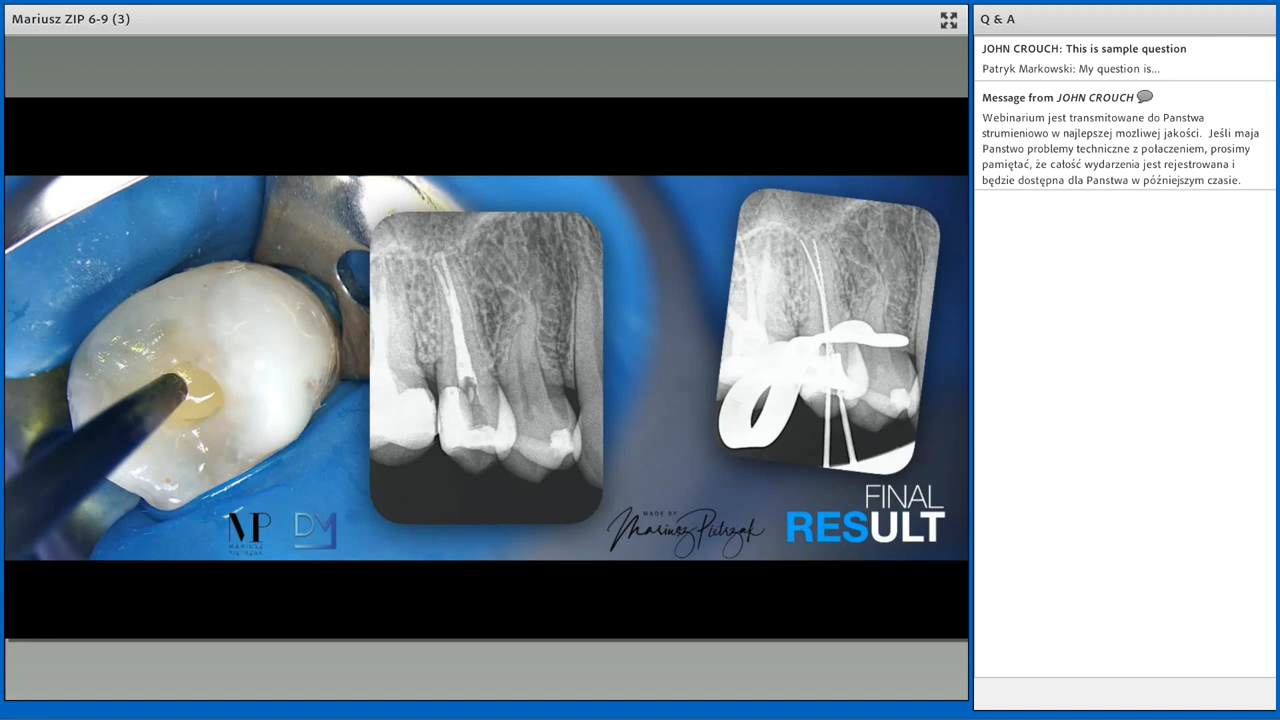 Mariusz ZIP 6-9 (3)
MP
MARIUSZ
PIETRZAK
DM
MADE BY
Mariusz Pietrzak
FINAL
RESULT
Q & A
JOHN CROUCH: This is sample question
Patryk Markowski: My question is...
Message from JOHN CROUCH
Webinarium jest transmitowane do Panstwa
strumieniowo w najlepszej mozliwej jakości.  Jeśli maja
Panstwo problemy techniczne z połaczeniem, prosimy
pamiętać, że całość wydarzenia jest rejestrowana i
będzie dostępna dla Panstwa w późniejszym czasie.